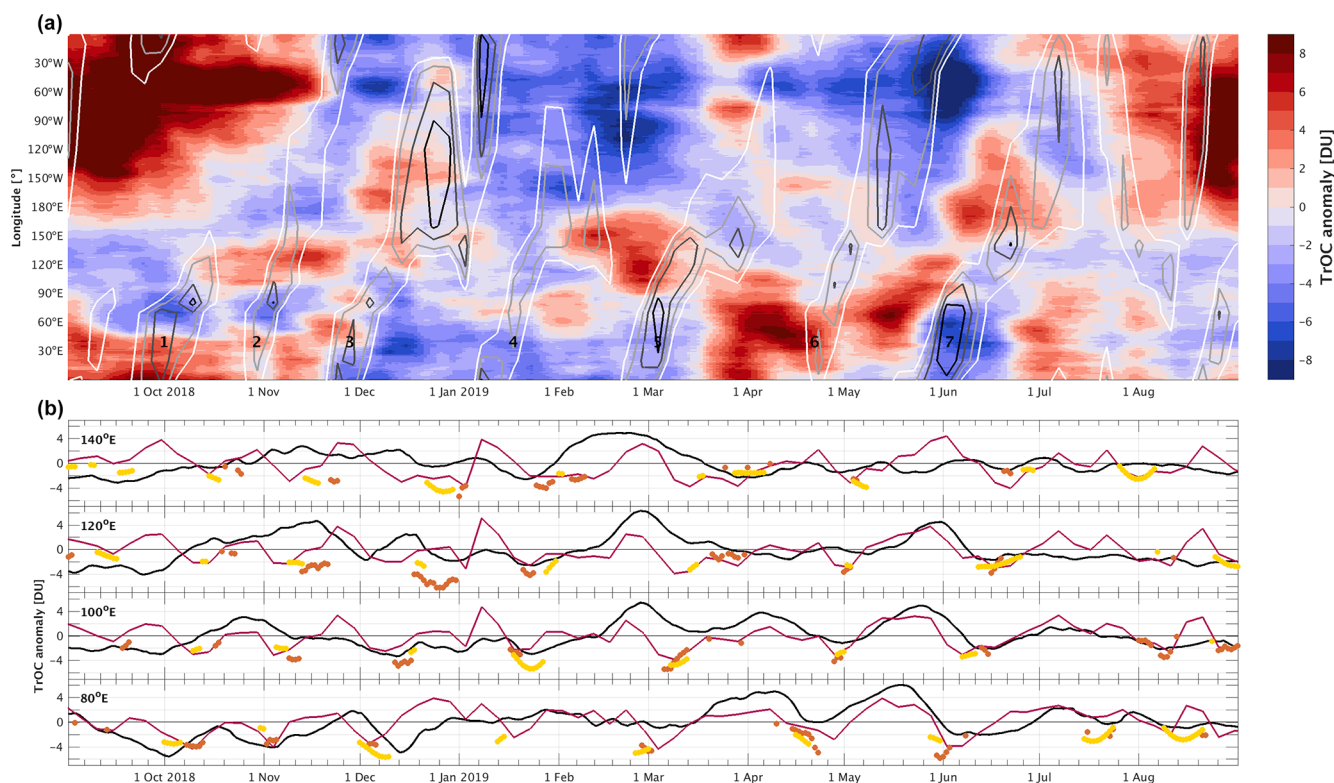 (a)
30°W
60°W
90°W
120°W
150°W
180°E
150°E
120°E
90°E
60°E
30°E
Longitude [°]
1 2 3 4 5 6 7
1 Oct 2018 1 Nov 1 Dec 1 Jan 2019 1 Feb 1 Mar 1 Apr 1 May 1 Jun 1 Jul 1 Aug
8
6
4
2
0
−2
−4
−6
−8
TrOC anomaly [DU]
(b)
140°E
4
0
−4
120°E
4
0
−4
100°E
4
0
−4
80°E
4
0
−4
TrOC anomaly [DU]
1 Oct 2018 1 Nov 1 Dec 1 Jan 2019 1 Feb 1 Mar 1 Apr 1 May 1 Jun 1 Jul 1 Aug